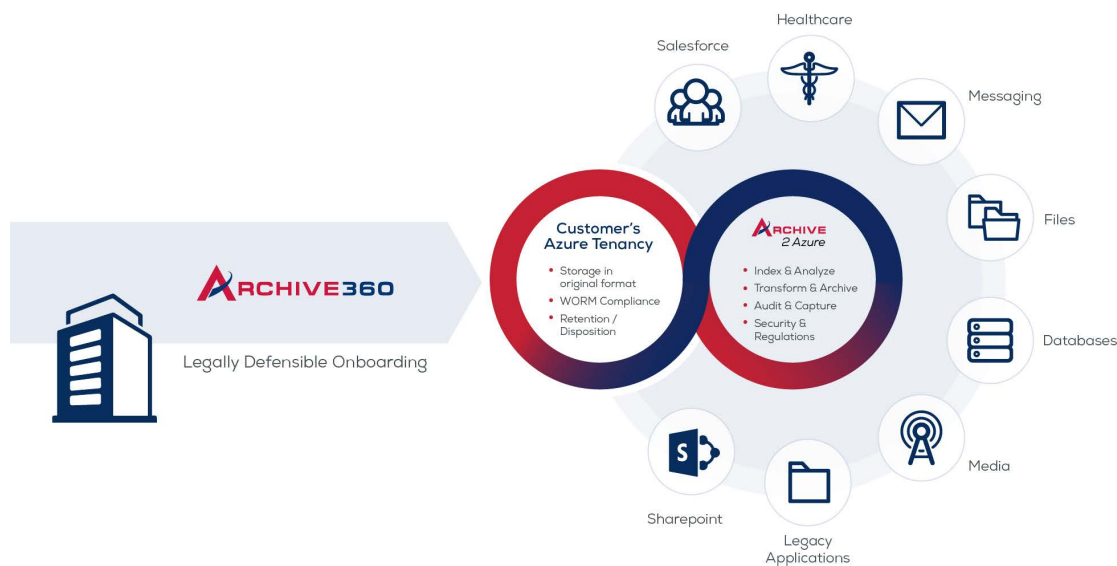 Healthcare
Salesforce
Messaging
Files
Databases
Media
Legacy
Applications
Sharepoint
S
ARCHIVE360
Legally Defensible Onboarding
Customer's
Azure Tenancy
• Storage in
original format
• WORM Compliance
• Retention /
Disposition
ARCHIVE
2 Azure
• Index & Analyze
• Transform & Archive
• Audit & Capture
• Security &
Regulations